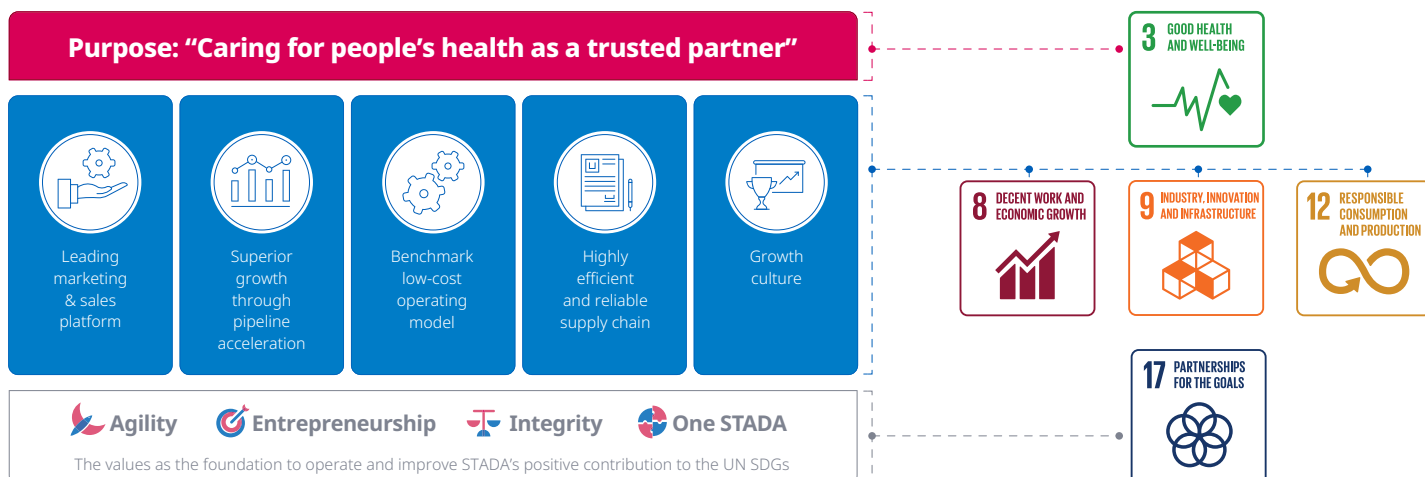 Purpose: “Caring for people’s health as a trusted partner”
3 GOOD HEALTH
AND WELL-BEING
Leading
marketing
& sales
platform
Superior
growth
through
pipeline
acceleration
Benchmark
low-cost
operating
model
Highly
efficient
and reliable
supply chain
Growth
culture
8 DECENT WORK AND
ECONOMIC GROWTH
9 INDUSTRY, INNOVATION
AND INFRASTRUCTURE
12 RESPONSIBLE
CONSUMPTION
AND PRODUCTION
17 PARTNERSHIPS
FOR THE GOALS
Agility
Entrepreneurship
Integrity
One STADA
The values as the foundation to operate and improve STADA’s positive contribution to the UN SDGs